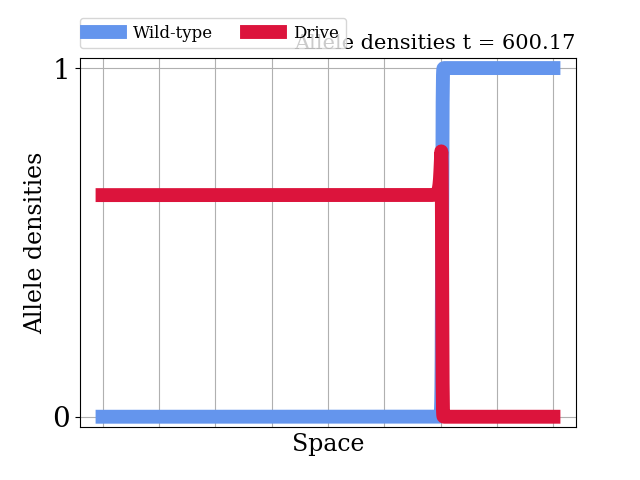 Wild-type Drive
Allele densities t = 600.17
1
Allele densities
0
Space